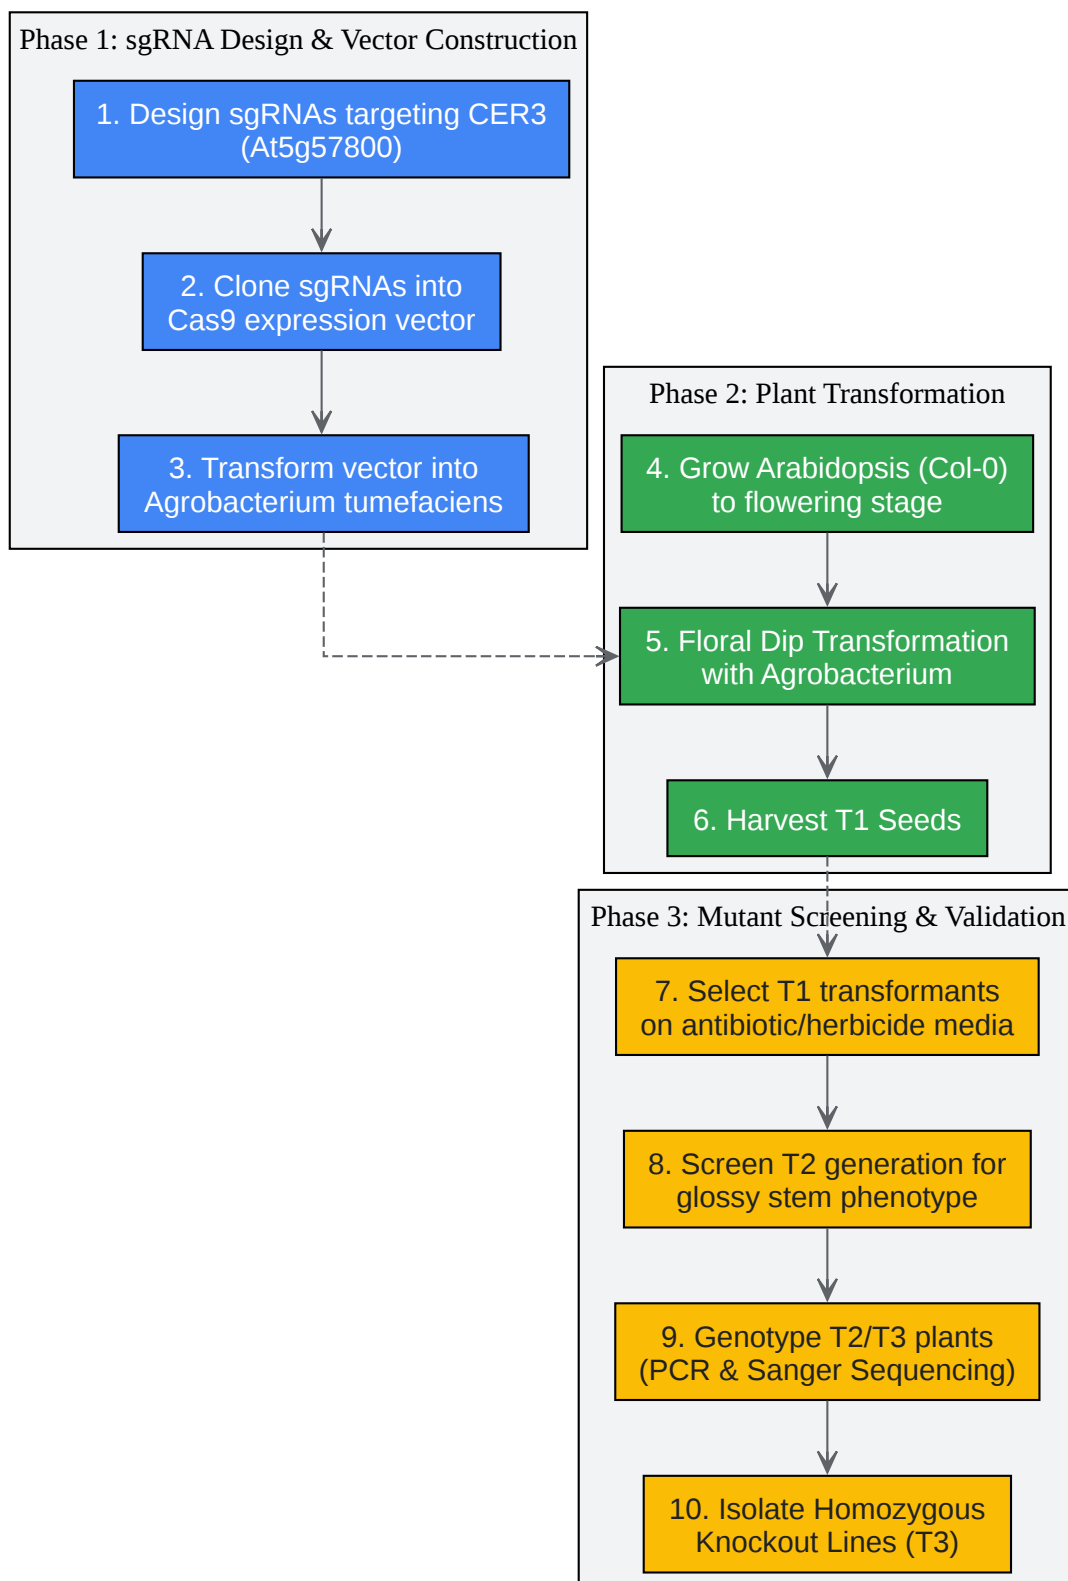 Phase 1: sgRNA Design & Vector Construction
1. Design sgRNAs targeting CER3
(At5g57800)
2. Clone sgRNAs into
Cas9 expression vector
3. Transform vector into
Agrobacterium tumefaciens
Phase 2: Plant Transformation
4. Grow Arabidopsis (Col-0)
to flowering stage
5. Floral Dip Transformation
with Agrobacterium
6. Harvest T1 Seeds
Phase 3: Mutant Screening & Validation
7. Select T1 transformants
on antibiotic/herbicide media
8. Screen T2 generation for
glossy stem phenotype
9. Genotype T2/T3 plants
(PCR & Sanger Sequencing)
10. Isolate Homozygous
Knockout Lines (T3)